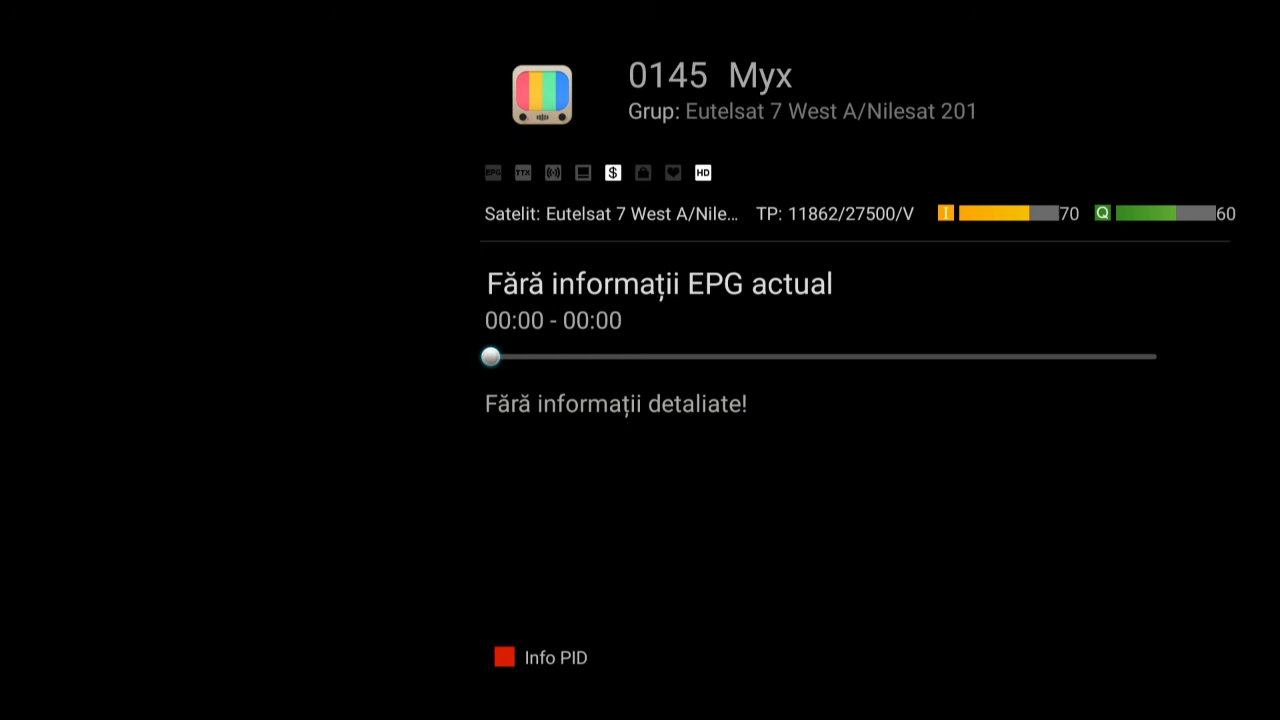 0145 Myx
Grup: Eutelsat 7 West A/Nilesat 201
EPG TTX $ HD
Satelit: Eutelsat 7 West A/Nile... TP: 11862/27500/V I 70 Q 60
Fără informații EPG actual
00:00 - 00:00
Fără informații detaliate!
Info PID